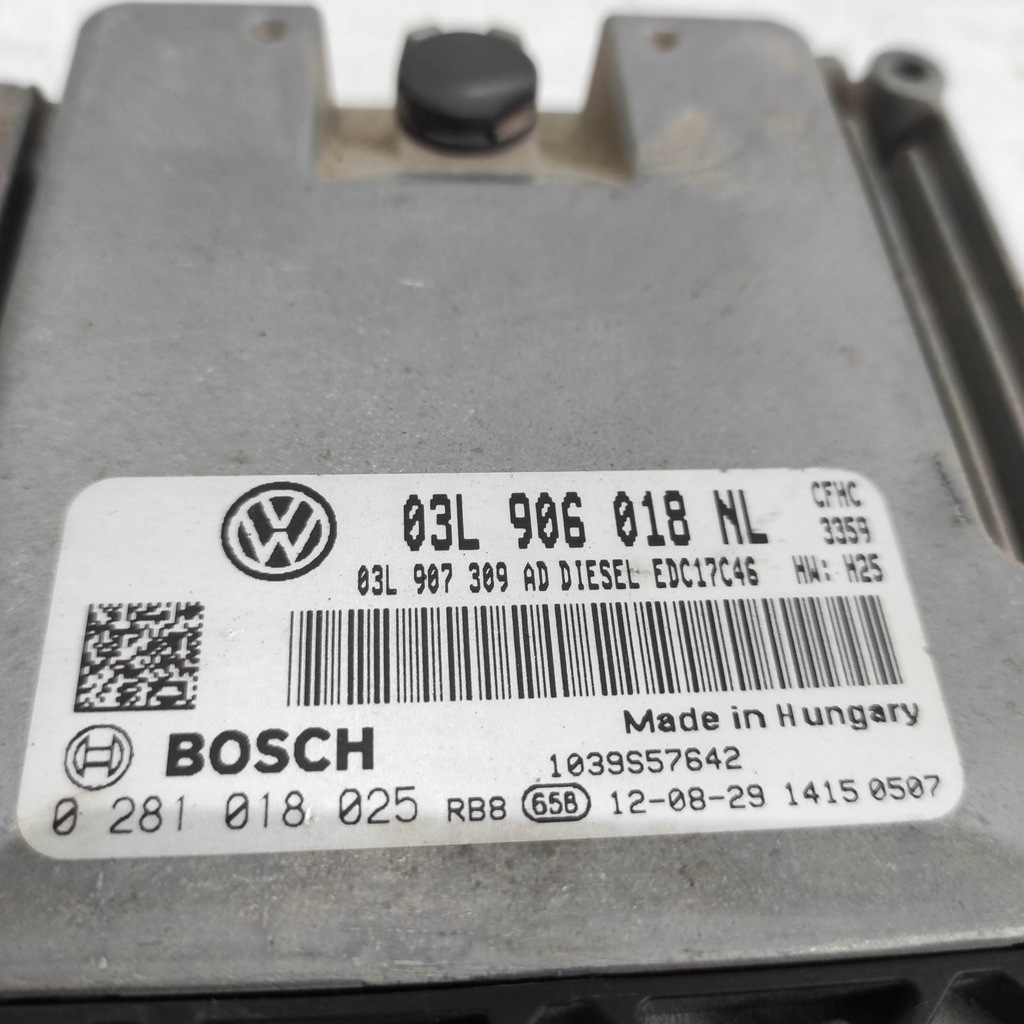 03L 906 018 NL CFHC
3359
03L 907 309 AD DIESEL EDC17C46 HW: H25
Made in Hungary
BOSCH 1039S57642
0 281 018 025 RB8 658 12-08-29 1415 0507